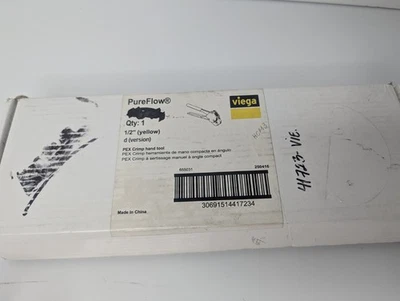 PureFlow®
viega
Qty: 1
1/2" (yellow)
d (version)
PEX Crimp hand tool
PEX Crimp herramienta de mano compacta en ángulo
PEX Crimp à sertissage manuel à angle compact
30691514417234
Made in China
41723 VIE.